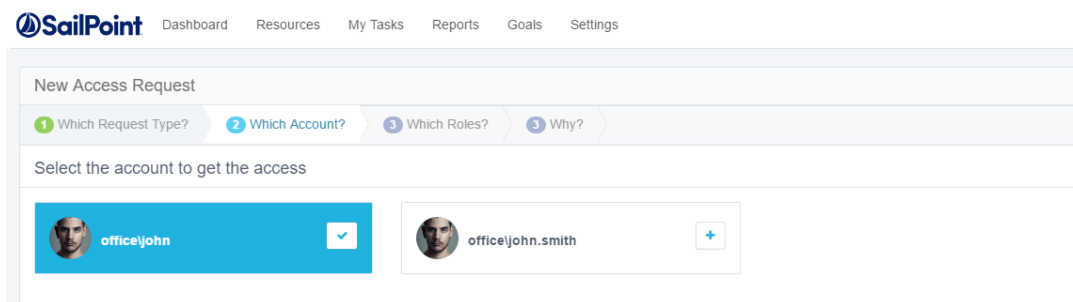 SailPoint Dashboard Resources My Tasks Reports Goals Settings
New Access Request
1 Which Request Type? 2 Which Account? 3 Which Roles? 3 Why?
Select the account to get the access
office\john office\john.smith